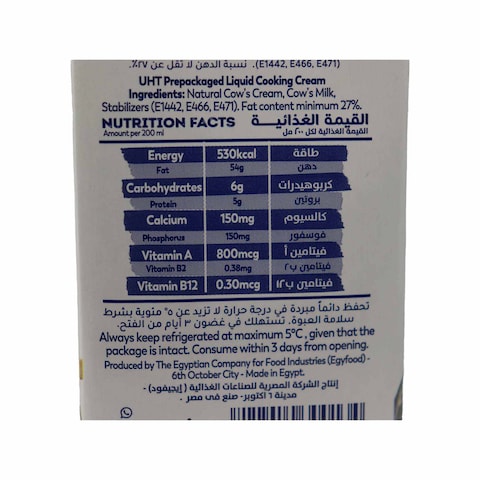 (E1442, E466, E471). نسبة الدهن لا تقل عن ٢٧٪.
UHT Prepackaged Liquid Cooking Cream
Ingredients: Natural Cow's Cream, Cow's Milk,
Stabilizers (E1442, E466, E471). Fat content minimum 27%.
NUTRITION FACTS القيمة الغذائية
Amount per 200 ml القيمة الغذائية لكل ٢٠٠ مل
Energy 530kcal طاقة
Fat 54g دهن
Carbohydrates 6g كربوهيدرات
Protein 5g بروتين
Calcium 150mg كالسيوم
Phospherus 150mg فوسفور
Vitamin A 800mcg فيتامين أ
Vitamin B2 0.38mg فيتامين ب٢
Vitamin B12 0.30mcg فيتامين ب١٢
تحفظ دائماً مبردة في درجة حرارة لا تزيد عن ٥° مئوية بشرط
سلامة العبوة. تستهلك في غضون ٣ أيام من الفتح.
Always keep refrigerated at maximum 5°C, given that the
package is intact. Consume within 3 days from opening.
Produced by The Egyptian Company for Food Industries (Egyfood) -
6th October City - Made in Egypt.
إنتاج الشركة المصرية للصناعات الغذائية (إيجيفود) -
مدينة ٦ أكتوبر- صنع في مصر.